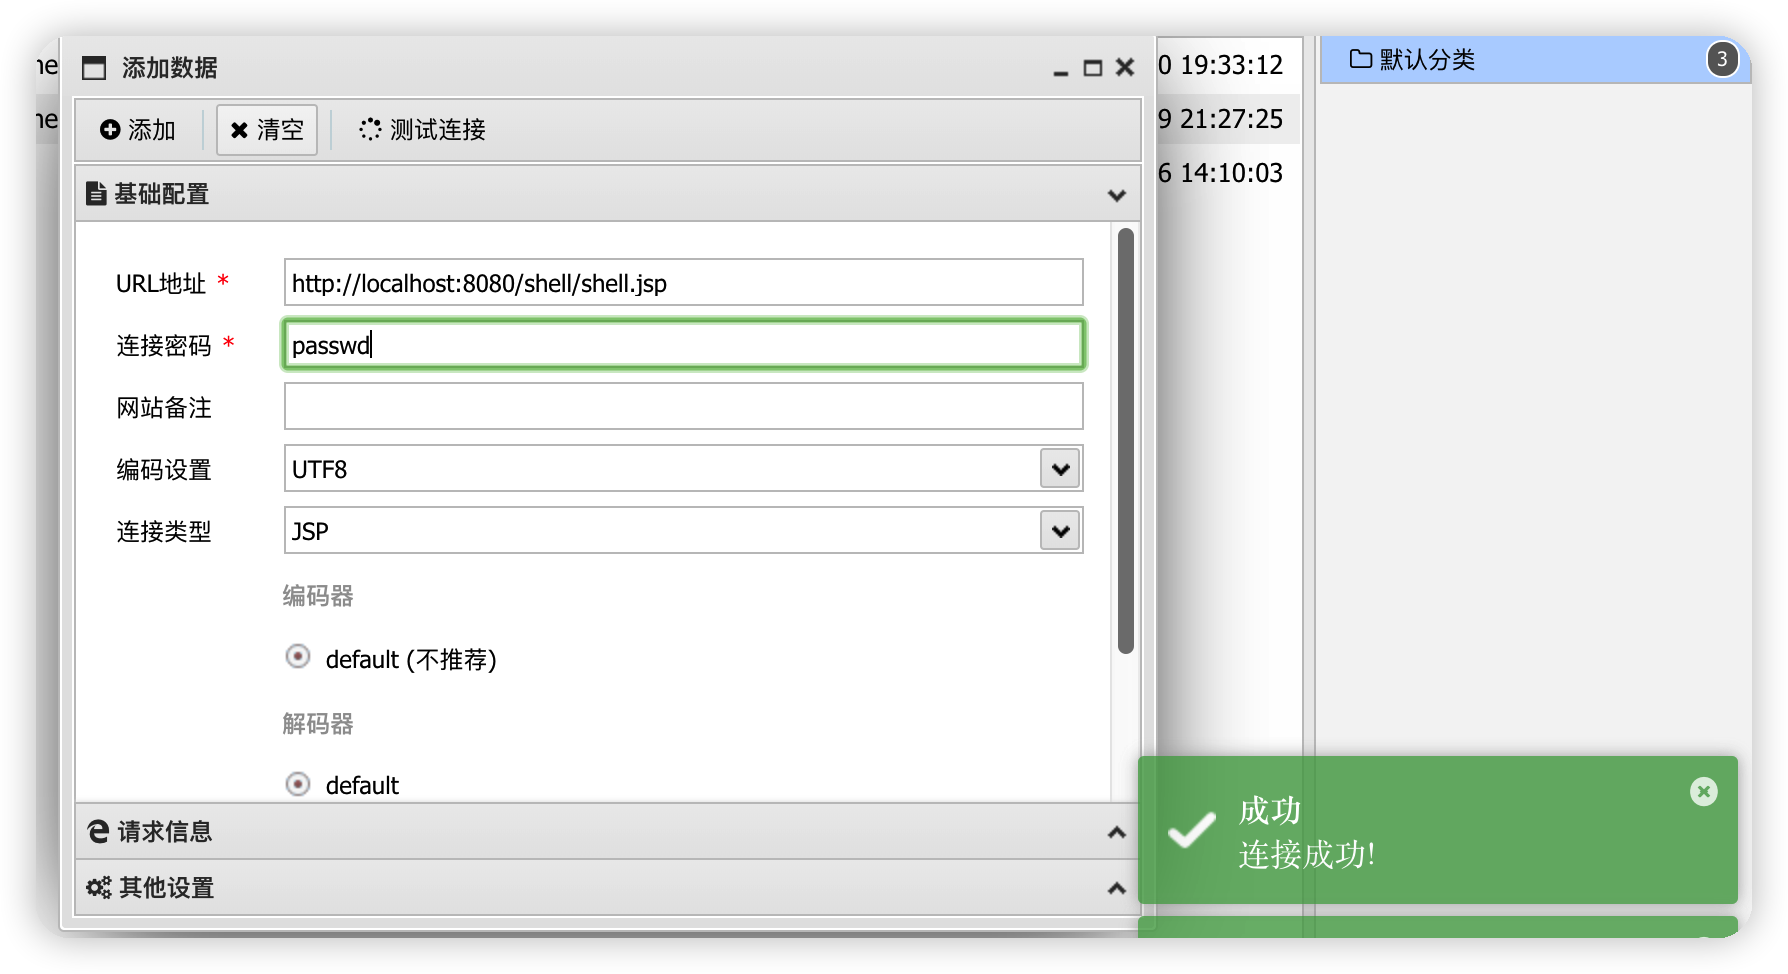 添加数据
添加
清空
测试连接
基础配置
URL地址 *
http://localhost:8080/shell/shell.jsp
连接密码 *
passwd
网站备注
编码设置
UTF8
连接类型
JSP
编码器
default (不推荐)
解码器
default
请求信息
其他设置
he
he
0 19:33:12
9 21:27:25
6 14:10:03
默认分类
3
成功
连接成功!